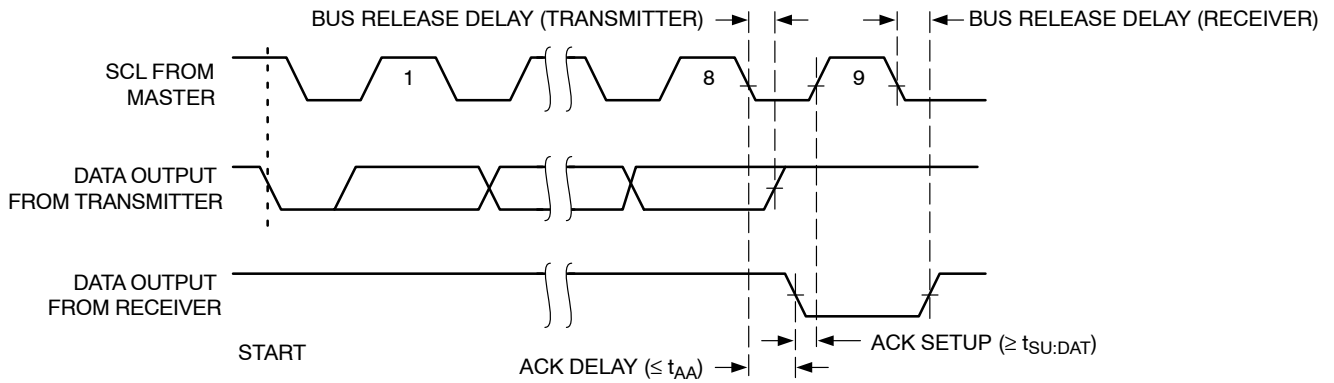 BUS RELEASE DELAY (TRANSMITTER)
BUS RELEASE DELAY (RECEIVER)
SCL FROM
MASTER
1
8
9
DATA OUTPUT
FROM TRANSMITTER
DATA OUTPUT
FROM RECEIVER
START
ACK SETUP (≥ tSU:DAT)
ACK DELAY (≤ tAA)